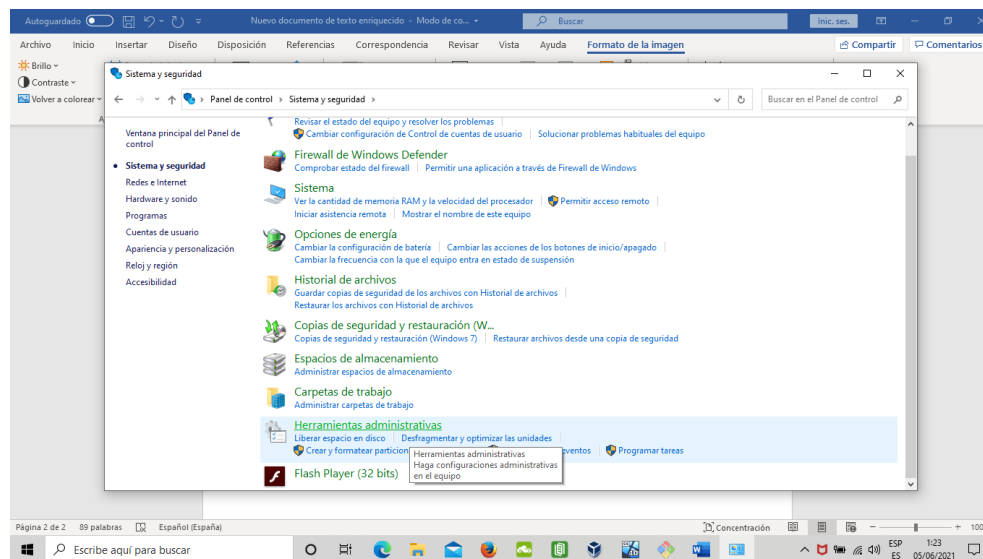 Autoguardado
Nuevo documento de texto enriquecido - Modo de co...
Buscar
Inic. ses.
Archivo Inicio Insertar Diseño Disposición Referencias Correspondencia Revisar Vista Ayuda Formato de la imagen
Compartir Comentarios
Brillo
Contraste
Volver a colorear
Sistema y seguridad
Panel de control > Sistema y seguridad >
Buscar en el Panel de control
Ventana principal del Panel de
control
Sistema y seguridad
Redes e Internet
Hardware y sonido
Programas
Cuentas de usuario
Apariencia y personalización
Reloj y región
Accesibilidad
Revisar el estado del equipo y resolver los problemas
Cambiar configuración de Control de cuentas de usuario Solucionar problemas habituales del equipo
Firewall de Windows Defender
Comprobar estado del firewall Permitir una aplicación a través de Firewall de Windows
Sistema
Ver la cantidad de memoria RAM y la velocidad del procesador Permitir acceso remoto
Iniciar asistencia remota Mostrar el nombre de este equipo
Opciones de energía
Cambiar la configuración de batería Cambiar las acciones de los botones de inicio/apagado
Cambiar la frecuencia con la que el equipo entra en estado de suspensión
Historial de archivos
Guardar copias de seguridad de los archivos con Historial de archivos
Restaurar los archivos con Historial de archivos
Copias de seguridad y restauración (W...
Copias de seguridad y restauración (Windows 7) Restaurar archivos desde una copia de seguridad
Espacios de almacenamiento
Administrar espacios de almacenamiento
Carpetas de trabajo
Administrar carpetas de trabajo
Herramientas administrativas
Liberar espacio en disco Desfragmentar y optimizar las unidades
Crear y formatear particion eventos Programar tareas
Herramientas administrativas
Haga configuraciones administrativas
en el equipo
Flash Player (32 bits)
Página 2 de 2 89 palabras Español (España)
Concentración
100
Escribe aquí para buscar
ESP
ES
1:23
05/06/2021